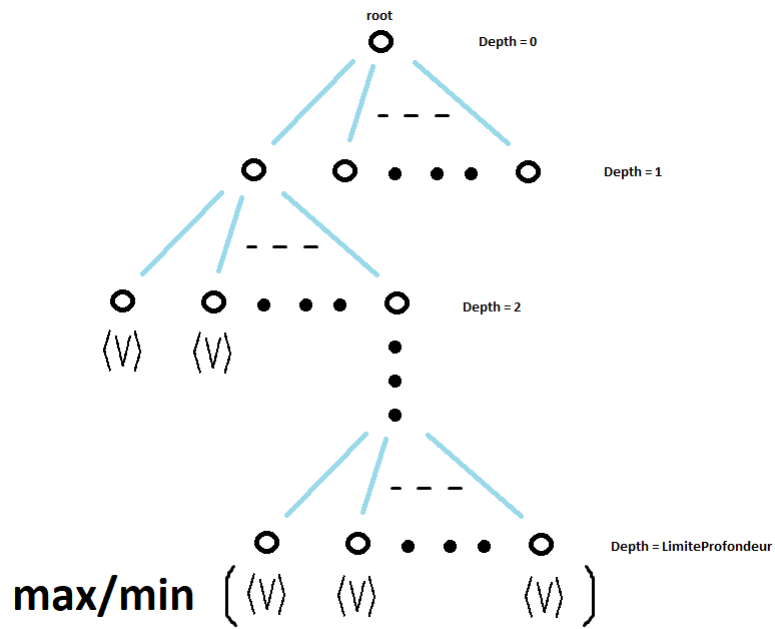 root
Depth = 0
Depth = 1
Depth = 2
⟨V⟩ ⟨V⟩
Depth = LimiteProfondeur
max/min ( ⟨V⟩ ⟨V⟩ ⟨V⟩ )